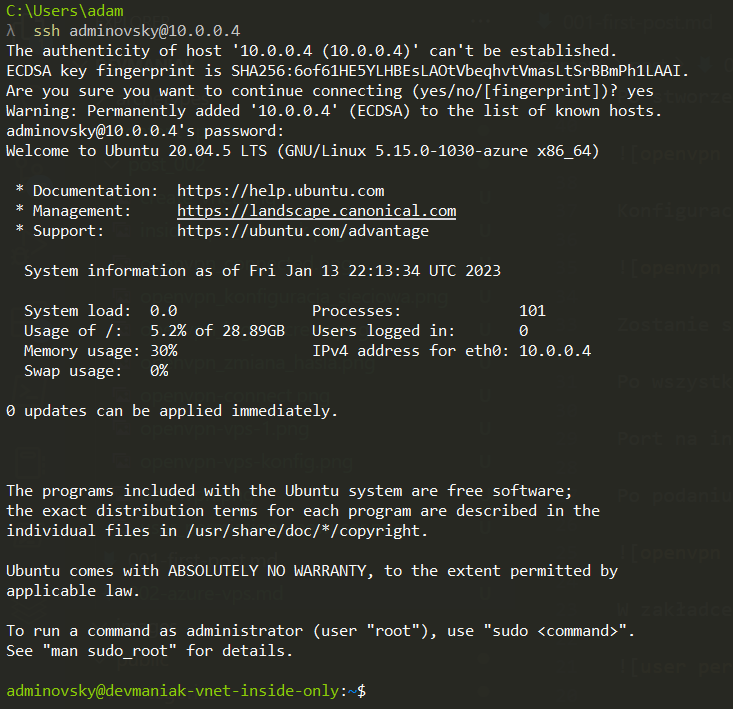 C:\Users\adam
λ  ssh adminovsky@10.0.0.4
The authenticity of host '10.0.0.4 (10.0.0.4)' can't be established.
ECDSA key fingerprint is SHA256:6of61HE5YLHBEsLAOtVbeqhvtVmasLtSrBBmPh1LAAI.
Are you sure you want to continue connecting (yes/no/[fingerprint])? yes
Warning: Permanently added '10.0.0.4' (ECDSA) to the list of known hosts.
adminovsky@10.0.0.4's password:
Welcome to Ubuntu 20.04.5 LTS (GNU/Linux 5.15.0-1030-azure x86_64)

 * Documentation:  https://help.ubuntu.com
 * Management:     https://landscape.canonical.com
 * Support:        https://ubuntu.com/advantage

  System information as of Fri Jan 13 22:13:34 UTC 2023

  System load:  0.0               Processes:             101
  Usage of /:   5.2% of 28.89GB   Users logged in:       0
  Memory usage: 30%               IPv4 address for eth0: 10.0.0.4
  Swap usage:   0%

0 updates can be applied immediately.

The programs included with the Ubuntu system are free software;
the exact distribution terms for each program are described in the
individual files in /usr/share/doc/*/copyright.

Ubuntu comes with ABSOLUTELY NO WARRANTY, to the extent permitted by
applicable law.

To run a command as administrator (user "root"), use "sudo <command>".
See "man sudo_root" for details.

adminovsky@devmaniak-vnet-inside-only:~$